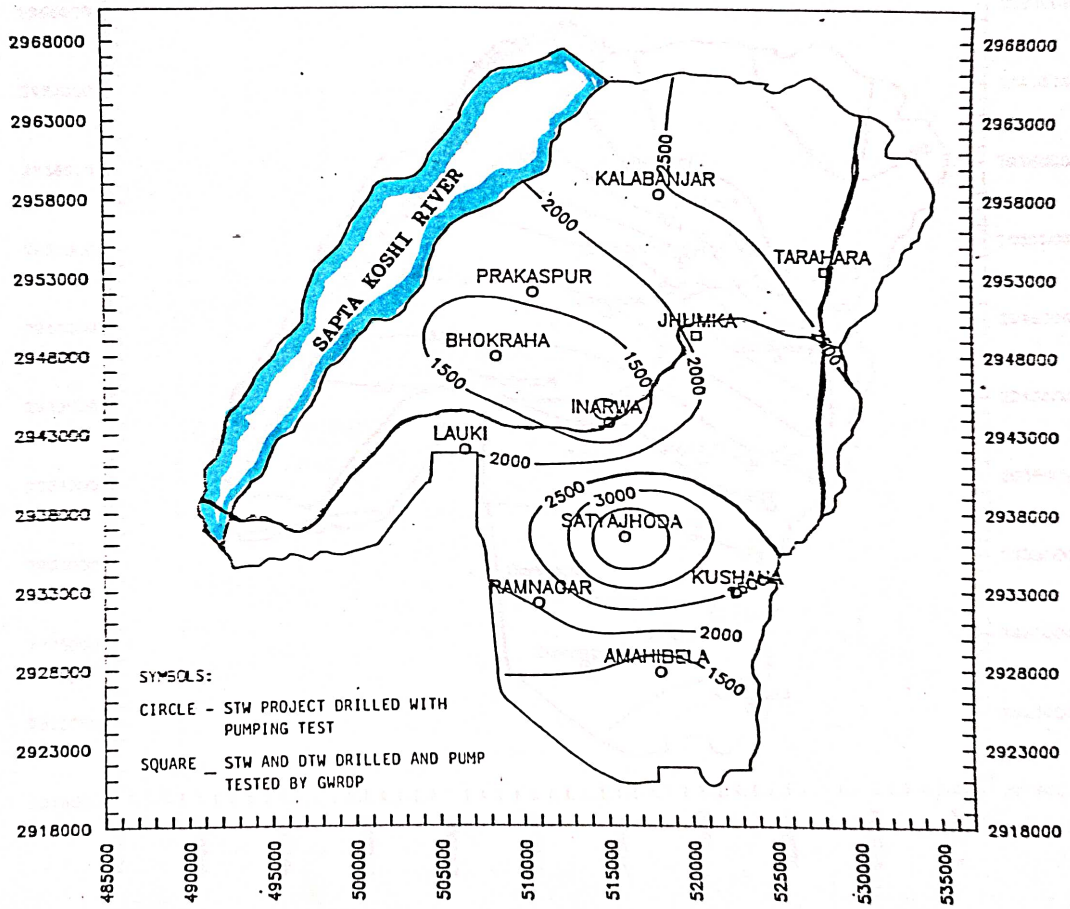 2968000
2963000
2958000
2953000
2948000
2943000
2938000
2933000
2928000
2923000
2918000
2968000
2963000
2958000
2953000
2948000
2943000
2938000
2933000
2928000
2923000
2918000
SAPTA KOSHI RIVER
2500
KALABANJAR
2000
TARAHARA
PRAKASPUR
JHUMKA
BHOKRAHA
2500
1500
1500
2000
INARWA
LAUKI
2000
2500
3000
SATYAJHODA
KUSHAHA
RAMNAGAR
2000
AMAHIBELA
1500
SYMBOLS:
CIRCLE - STW PROJECT DRILLED WITH
PUMPING TEST
SQUARE _ STW AND DTW DRILLED AND PUMP
TESTED BY GWRDP
485000
490000
495000
500000
505000
510000
515000
520000
525000
530000
535000